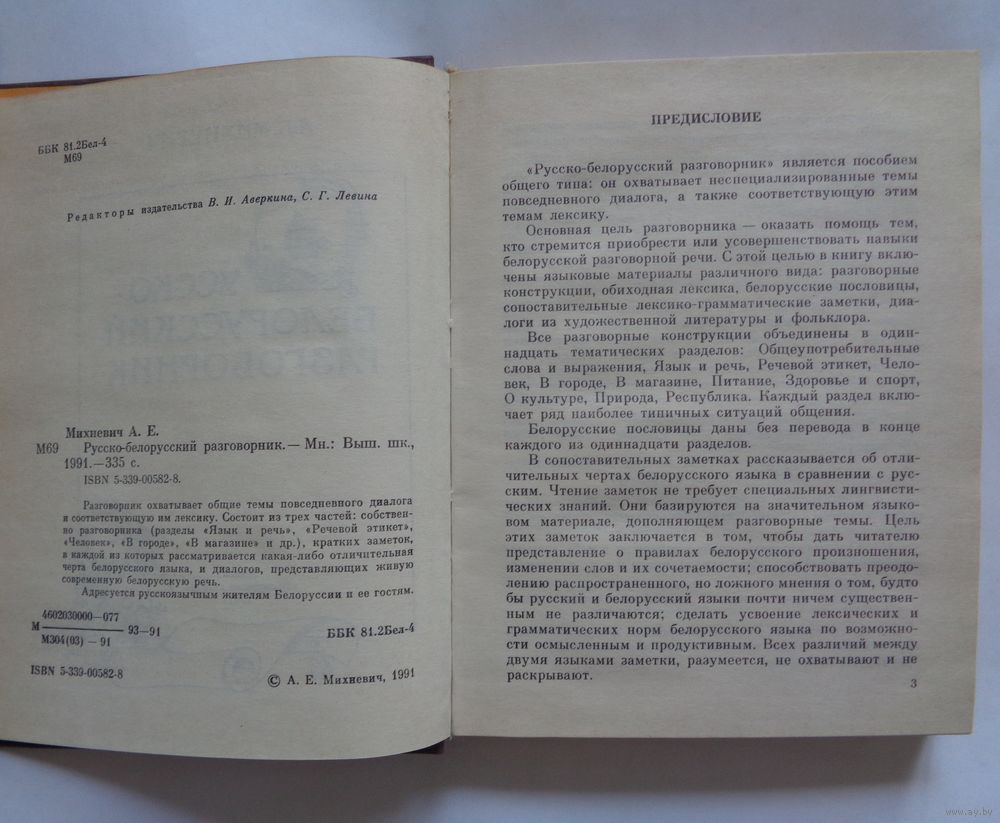 ББК 81.2Бел-4
М69
Редакторы издательства В. И. Аверкина, С. Г. Левина
Михневич А. Е.
М69 Русско-белорусский разговорник.— Мн.: Выш. шк.,
1991.—335 с.
ISBN 5-339-00582-8.
Разговорник охватывает общие темы повседневного диалога
и соответствующую им лексику. Состоит из трех частей: собствен-
но разговорника (разделы «Язык и речь», «Речевой этикет»,
«Человек», «В городе», «В магазине» и др.), кратких заметок,
в каждой из которых рассматривается какая-либо отличительная
черта белорусского языка, и диалогов, представляющих живую
современную белорусскую речь.
Адресуется русскоязычным жителям Белоруссии и ее гостям.
4602030000—077
М 93—91
М304(03) — 91
ББК 81.2Бел-4
ISBN 5-339-00582-8
© А. Е. Михневич, 1991
ПРЕДИСЛОВИЕ
«Русско-белорусский разговорник» является пособием
общего типа: он охватывает неспециализированные темы
повседневного диалога, а также соответствующую этим
темам лексику.
Основная цель разговорника — оказать помощь тем,
кто стремится приобрести или усовершенствовать навыки
белорусской разговорной речи. С этой целью в книгу вклю-
чены языковые материалы различного вида: разговорные
конструкции, обиходная лексика, белорусские пословицы,
сопоставительные лексико-грамматические заметки, диа-
логи из художественной литературы и фольклора.
Все разговорные конструкции объединены в один-
надцать тематических разделов: Общеупотребительные
слова и выражения, Язык и речь, Речевой этикет, Чело-
век, В городе, В магазине, Питание, Здоровье и спорт,
О культуре, Природа, Республика. Каждый раздел вклю-
чает ряд наиболее типичных ситуаций общения.
Белорусские пословицы даны без перевода в конце
каждого из одиннадцати разделов.
В сопоставительных заметках рассказывается об отли-
чительных чертах белорусского языка в сравнении с рус-
ским. Чтение заметок не требует специальных лингвисти-
ческих знаний. Они базируются на значительном языко-
вом материале, дополняющем разговорные темы. Цель
этих заметок заключается в том, чтобы дать читателю
представление о правилах белорусского произношения,
изменении слов и их сочетаемости; способствовать преодо-
лению распространенного, но ложного мнения о том, будто
бы русский и белорусский языки почти ничем существен-
ным не различаются; сделать усвоение лексических и
грамматических норм белорусского языка по возможно-
сти осмысленным и продуктивным. Всех различий между
двумя языками заметки, разумеется, не охватывают и не
раскрывают.
3
www.ay.by